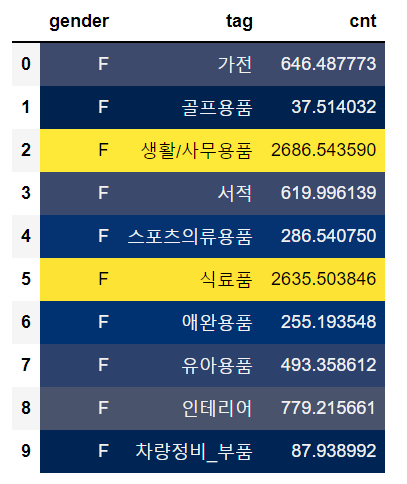 gender tag cnt
0 F 가전 646.487773
1 F 골프용품 37.514032
2 F 생활/사무용품 2686.543590
3 F 서적 619.996139
4 F 스포츠의류용품 286.540750
5 F 식료품 2635.503846
6 F 애완용품 255.193548
7 F 유아용품 493.358612
8 F 인테리어 779.215661
9 F 차량정비_부품 87.938992